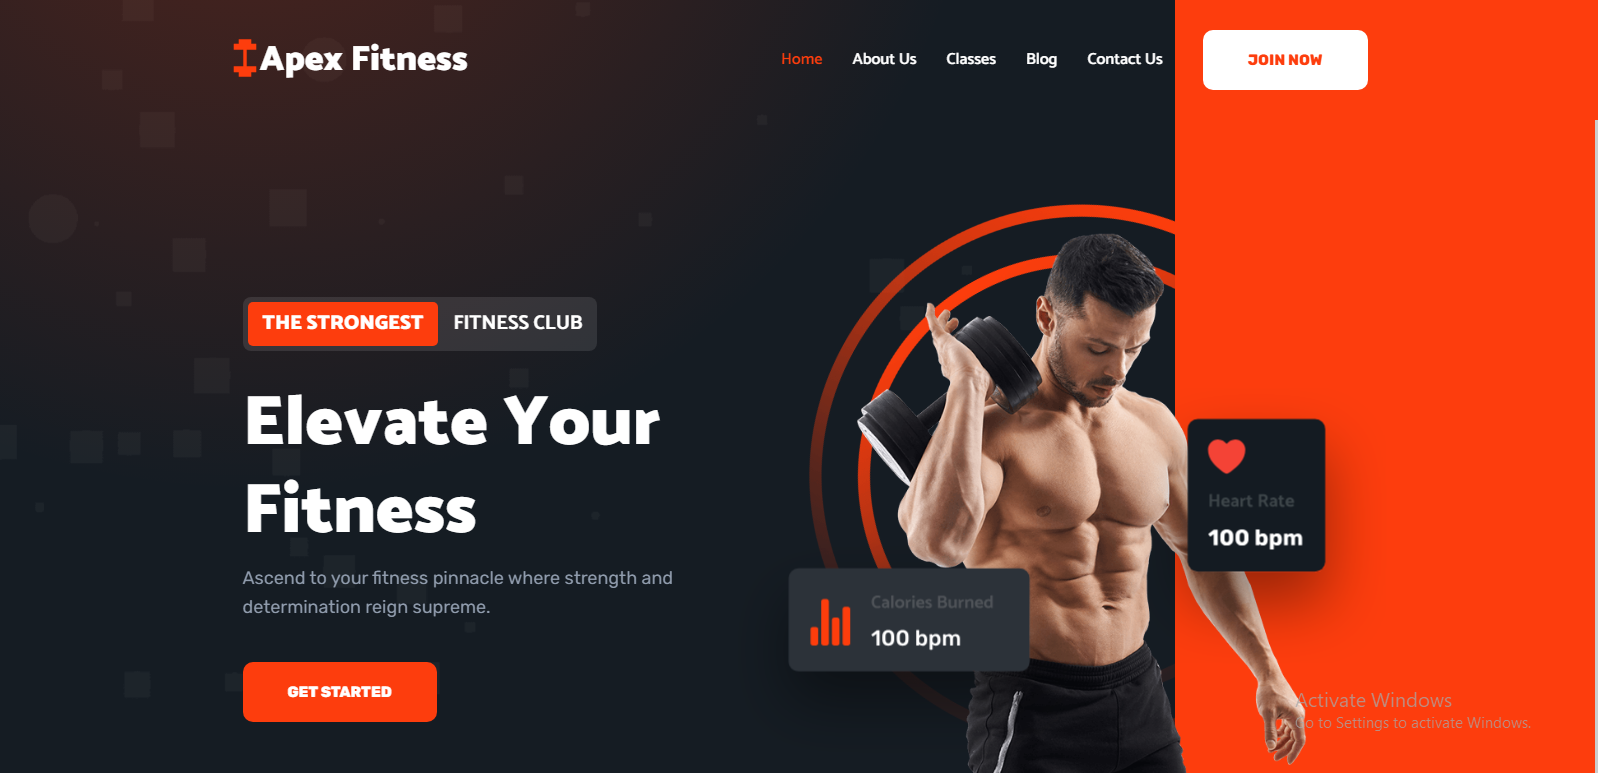 Apex Fitness
Home About Us Classes Blog Contact Us JOIN NOW
THE STRONGEST FITNESS CLUB
Elevate Your
Fitness
Ascend to your fitness pinnacle where strength and
determination reign supreme.
GET STARTED
Heart Rate
100 bpm
Calories Burned
100 bpm
Activate Windows
Go to Settings to activate Windows.